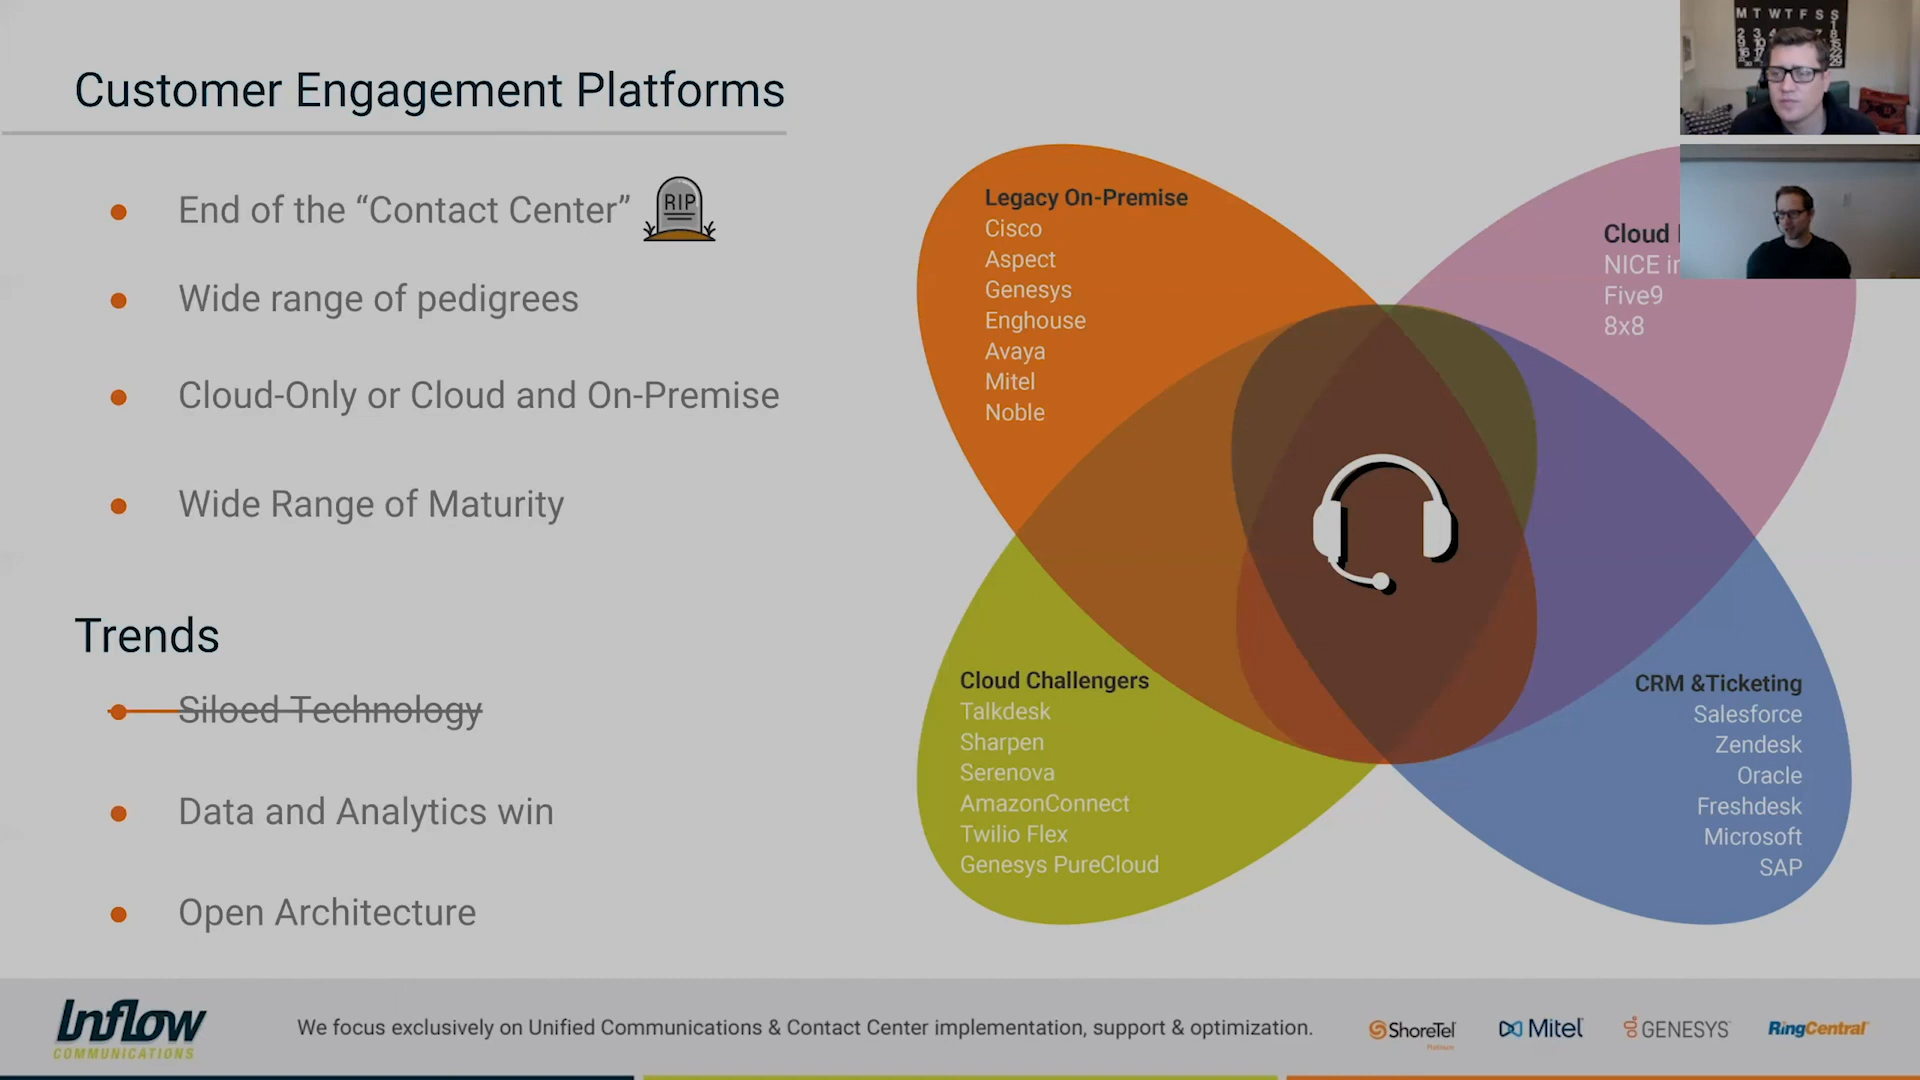 Customer Engagement Platforms
End of the “Contact Center”
RIP
Wide range of pedigrees
Cloud-Only or Cloud and On-Premise
Wide Range of Maturity
Trends
Siloed Technology
Data and Analytics win
Open Architecture
Legacy On-Premise
Cisco
Aspect
Genesys
Enghouse
Avaya
Mitel
Noble
Cloud
NICE
Five9
8x8
Cloud Challengers
Talkdesk
Sharpen
Serenova
AmazonConnect
Twilio Flex
Genesys PureCloud
CRM &Ticketing
Salesforce
Zendesk
Oracle
Freshdesk
Microsoft
SAP
M T W T F S S
Inflow
COMMUNICATIONS
We focus exclusively on Unified Communications & Contact Center implementation, support & optimization.
ShoreTel
Platinum
Mitel
GENESYS
RingCentral